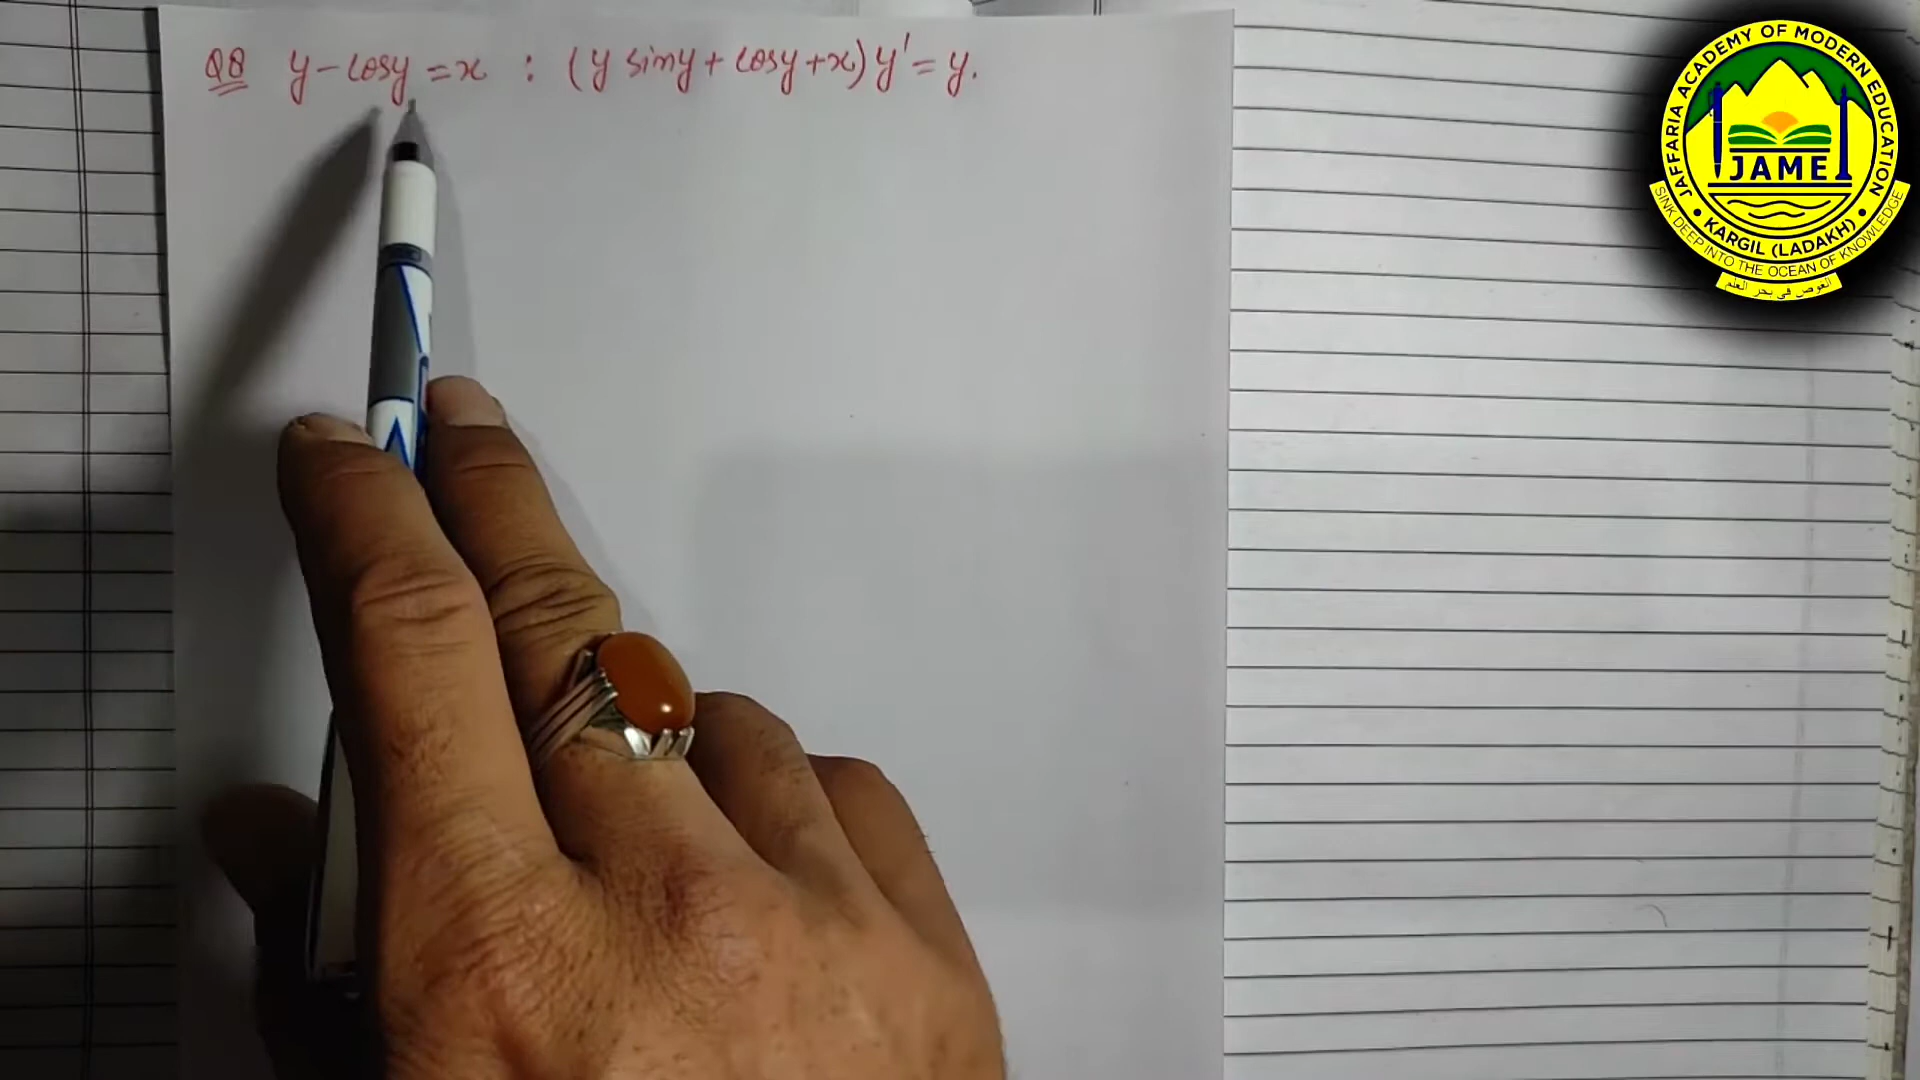 Q8 y - cosy = x : (y siny + cosy + x) y' = y.
JAFFARIA ACADEMY OF MODERN EDUCATION
JAME
• KARGIL (LADAKH) •
SINK DEEP INTO THE OCEAN OF KNOWLEDGE
الغوص في بحر العلم